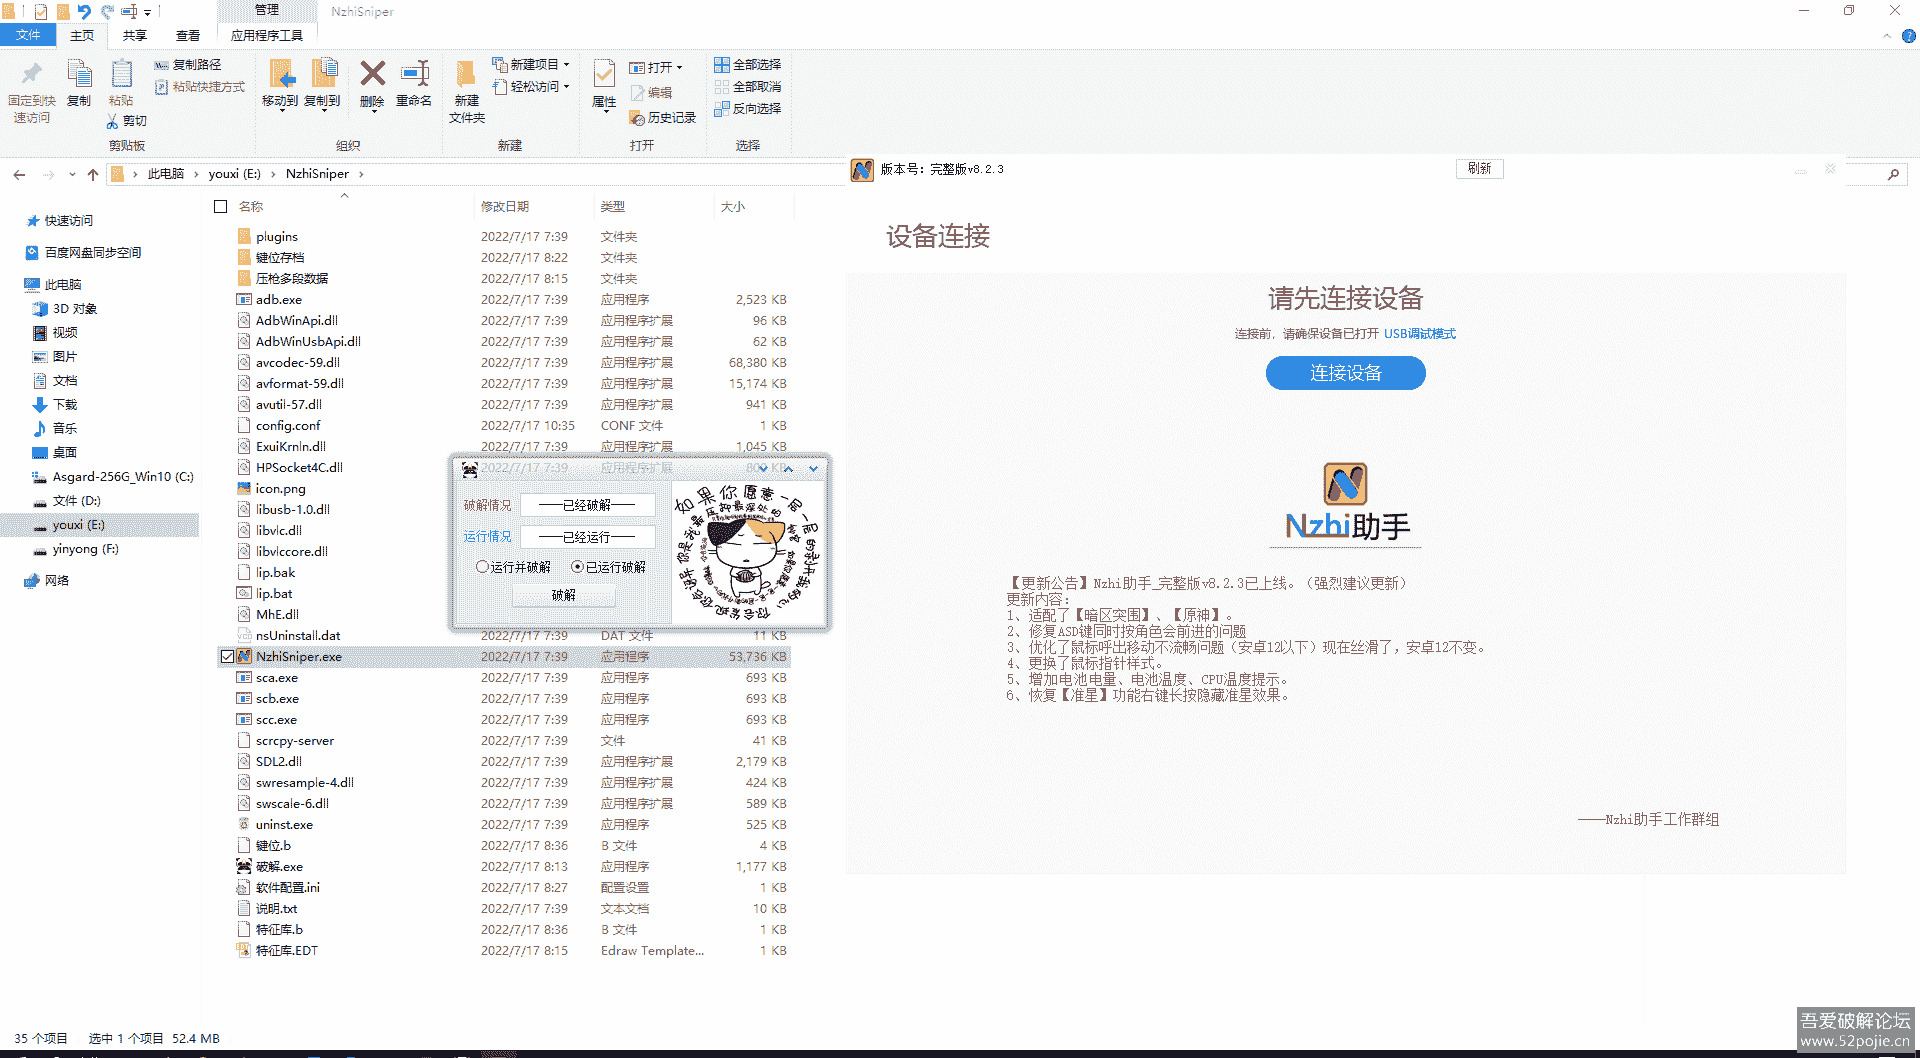 管理
NzhiSniper
文件
主页
共享
查看
应用程序工具
固定到快
速访问
复制
粘贴
复制路径
粘贴快捷方式
剪切
移动到
复制到
删除
重命名
新建
文件夹
新建项目
轻松访问
属性
打开
编辑
历史记录
全部选择
全部取消
反向选择
剪贴板
组织
新建
打开
选择
此电脑 › youxi (E:) › NzhiSniper ›
名称 修改日期 类型 大小
快速访问
百度网盘同步空间
此电脑
3D 对象
视频
图片
文档
下载
音乐
桌面
Asgard-256G_Win10 (C:)
文件 (D:)
youxi (E:)
yinyong (F:)
网络
plugins 2022/7/17 7:39 文件夹
键位存档 2022/7/17 8:22 文件夹
压枪多段数据 2022/7/17 8:15 文件夹
adb.exe 2022/7/17 7:39 应用程序 2,523 KB
AdbWinApi.dll 2022/7/17 7:39 应用程序扩展 96 KB
AdbWinUsbApi.dll 2022/7/17 7:39 应用程序扩展 62 KB
avcodec-59.dll 2022/7/17 7:39 应用程序扩展 68,380 KB
avformat-59.dll 2022/7/17 7:39 应用程序扩展 15,174 KB
avutil-57.dll 2022/7/17 7:39 应用程序扩展 941 KB
config.conf 2022/7/17 10:35 CONF 文件 1 KB
ExuiKrnln.dll 2022/7/17 7:39 应用程序扩展 1,045 KB
HPSocket4C.dll 2022/7/17 7:39 应用程序扩展
icon.png
libusb-1.0.dll
libvlc.dll
libvlccore.dll
lip.bak
lip.bat
MhE.dll
nsUninstall.dat 2022/7/17 7:39 DAT 文件 11 KB
NzhiSniper.exe 2022/7/17 7:39 应用程序 53,736 KB
sca.exe 2022/7/17 7:39 应用程序 693 KB
scb.exe 2022/7/17 7:39 应用程序 693 KB
scc.exe 2022/7/17 7:39 应用程序 693 KB
scrcpy-server 2022/7/17 7:39 文件 41 KB
SDL2.dll 2022/7/17 7:39 应用程序扩展 2,179 KB
swresample-4.dll 2022/7/17 7:39 应用程序扩展 424 KB
swscale-6.dll 2022/7/17 7:39 应用程序扩展 589 KB
uninst.exe 2022/7/17 7:39 应用程序 525 KB
键位.b 2022/7/17 8:36 B 文件 4 KB
破解.exe 2022/7/17 8:13 应用程序 1,177 KB
软件配置.ini 2022/7/17 8:27 配置设置 1 KB
说明.txt 2022/7/17 7:39 文本文档 10 KB
特征库.b 2022/7/17 8:36 B 文件 1 KB
特征库.EDT 2022/7/17 8:15 Edraw Template... 1 KB
破解情况 ——已经破解——
运行情况 ——已经运行——
运行并破解 已运行破解
破解
如果你愿意一层一层
版本号：完整版v8.2.3
刷新
设备连接
请先连接设备
连接前，请确保设备已打开 USB调试模式
连接设备
Nzhi助手
【更新公告】Nzhi助手_完整版v8.2.3已上线。（强烈建议更新）
更新内容：
1、适配了【暗区突围】、【原神】。
2、修复ASD键同时按角色会前进的问题
3、优化了鼠标呼出移动不流畅问题（安卓12以下）现在丝滑了，安卓12不变。
4、更换了鼠标指针样式。
5、增加电池电量、电池温度、CPU温度提示。
6、恢复【准星】功能右键长按隐藏准星效果。
——Nzhi助手工作群组
35 个项目 选中 1 个项目 52.4 MB
吾爱破解论坛
www.52pojie.cn